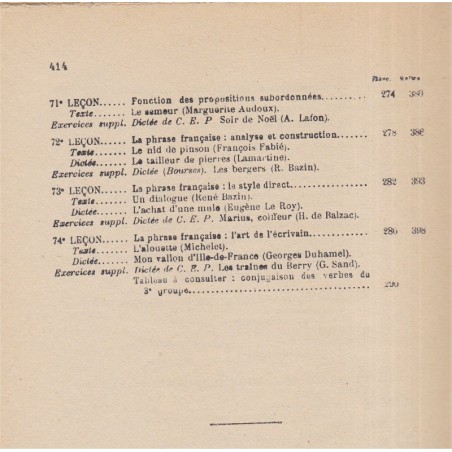 414
Élève. Maître
71e LEÇON...... Fonction des propositions subordonnées........... 274 380
Texte...... Le semeur (Marguerite Audoux).
Exercices suppl. Dictée de C. E. P Soir de Noël (A. Lafon).
72e LEÇON...... La phrase française : analyse et construction........ 278 386
Texte...... Le nid de pinson (François Fabié).
Dictée...... Le tailleur de pierres (Lamartine).
Exercices suppl. Dictée (Bourses). Les bergers (R. Bazin).
73e LEÇON...... La phrase française : le style direct............ 282 393
Texte...... Un dialogue (René Bazin).
Dictée...... L'achat d'une mule (Eugène Le Roy).
Exercices suppl. Dictée de C. E. P. Marius, coiffeur (H. de Balzac).
74e LEÇON...... La phrase française : l'art de l'écrivain............ 286 398
Texte...... L'alouette (Michelet).
Dictée...... Mon vallon d'Ille-de-France (Georges Duhamel).
Exercices suppl. Dictée de C. E. P. Les traînes du Berry (G. Sand).
Tableau à consulter : conjugaison des verbes du
3e groupe.............................. 290